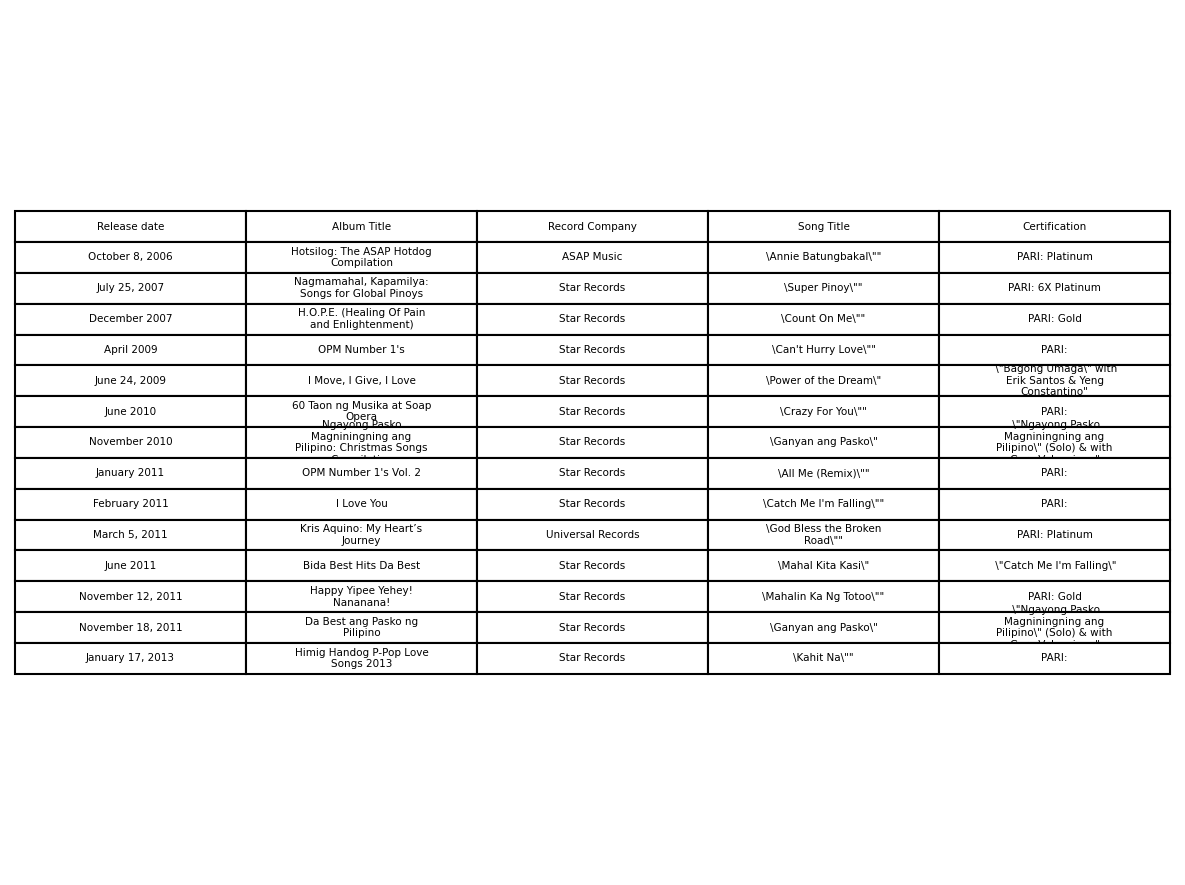 Release date Album Title Record Company Song Title Certification
October 8, 2006 Hotsilog: The ASAP Hotdog Compilation ASAP Music \Annie Batungbakal\"" PARI: Platinum
July 25, 2007 Nagmamahal, Kapamilya: Songs for Global Pinoys Star Records \Super Pinoy\"" PARI: 6X Platinum
December 2007 H.O.P.E. (Healing Of Pain and Enlightenment) Star Records \Count On Me\"" PARI: Gold
April 2009 OPM Number 1's Star Records \Can't Hurry Love\"" PARI:
June 24, 2009 I Move, I Give, I Love Star Records \Power of the Dream\" \"Bagong Umaga\" with Erik Santos & Yeng Constantino"
June 2010 60 Taon ng Musika at Soap Opera Star Records \Crazy For You\"" PARI:
November 2010 Ngayong Pasko Magniningning ang Pilipino: Christmas Songs Star Records \Ganyan ang Pasko\" \"Ngayong Pasko Magniningning ang Pilipino\" (Solo) & with
January 2011 OPM Number 1's Vol. 2 Star Records \All Me (Remix)\"" PARI:
February 2011 I Love You Star Records \Catch Me I'm Falling\"" PARI:
March 5, 2011 Kris Aquino: My Heart’s Journey Universal Records \God Bless the Broken Road\"" PARI: Platinum
June 2011 Bida Best Hits Da Best Star Records \Mahal Kita Kasi\" \"Catch Me I'm Falling\"
November 12, 2011 Happy Yipee Yehey! Nananana! Star Records \Mahalin Ka Ng Totoo\"" PARI: Gold
November 18, 2011 Da Best ang Pasko ng Pilipino Star Records \Ganyan ang Pasko\" \"Ngayong Pasko Magniningning ang Pilipino\" (Solo) & with
January 17, 2013 Himig Handog P-Pop Love Songs 2013 Star Records \Kahit Na\"" PARI: